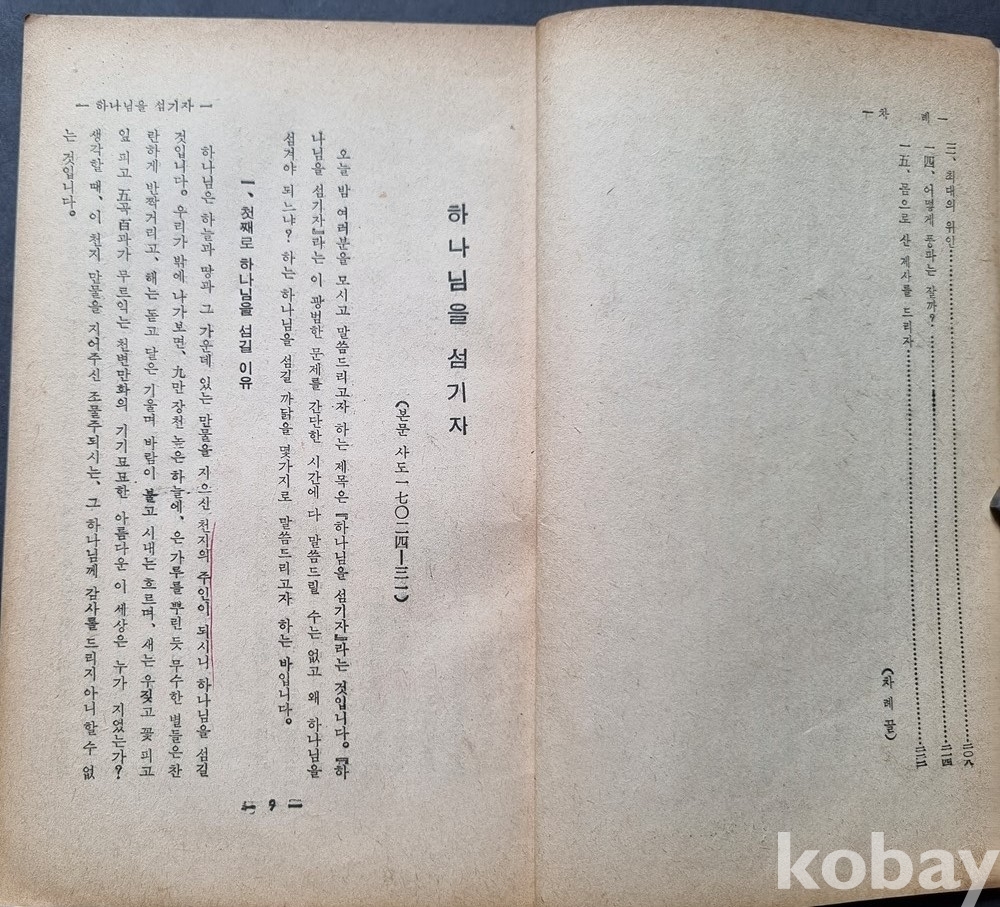 — 차 례 —
三、최대의 위인 二○八
一四、어떻게 풍파는 잘까? 二一四
一五、몸으로 산 제사를 드리자 二二二
(차 례 끝)
하나님을 섬기자
(본문 사도 一七○二四—三一)
오늘 밤 여러분을 모시고 말씀드리고자 하는 제목은 『하나님을 섬기자』라는 것입니다。『하
나님을 섬기자』라는 이 광범한 문제를 간단한 시간에 다 말씀드릴 수는 없고 왜 하나님을
섬겨야 되느냐? 하는 하나님을 섬길 까닭을 몇가지로 말씀드리고자 하는 바입니다。
一、첫째로 하나님을 섬길 이유
하나님은 하늘과 땅과 그 가운데 있는 만물을 지으신 천지의 주인이 되시니 하나님을 섬길
것입니다。우리가 밖에 나가보면、九만 장천 높은 하늘에、은 가루를 뿌린 듯 무수한 별들은 찬
란하게 반짝거리고、해는 돋고 달은 기울며 바람이 불고 시내는 흐르며、새는 우짖고 꽃 피고
잎 피고 五곡百과가 무르익는 천변만화의 기기묘묘한 아름다운 이 세상은 누가 지었는가?
생각할 때、이 천지 만물을 지어주신 조물주되시는、그 하나님께 감사를 드리지 아니 할 수 없
는 것입니다。
— 하나님을 섬기자 —
— 9 —
kobay